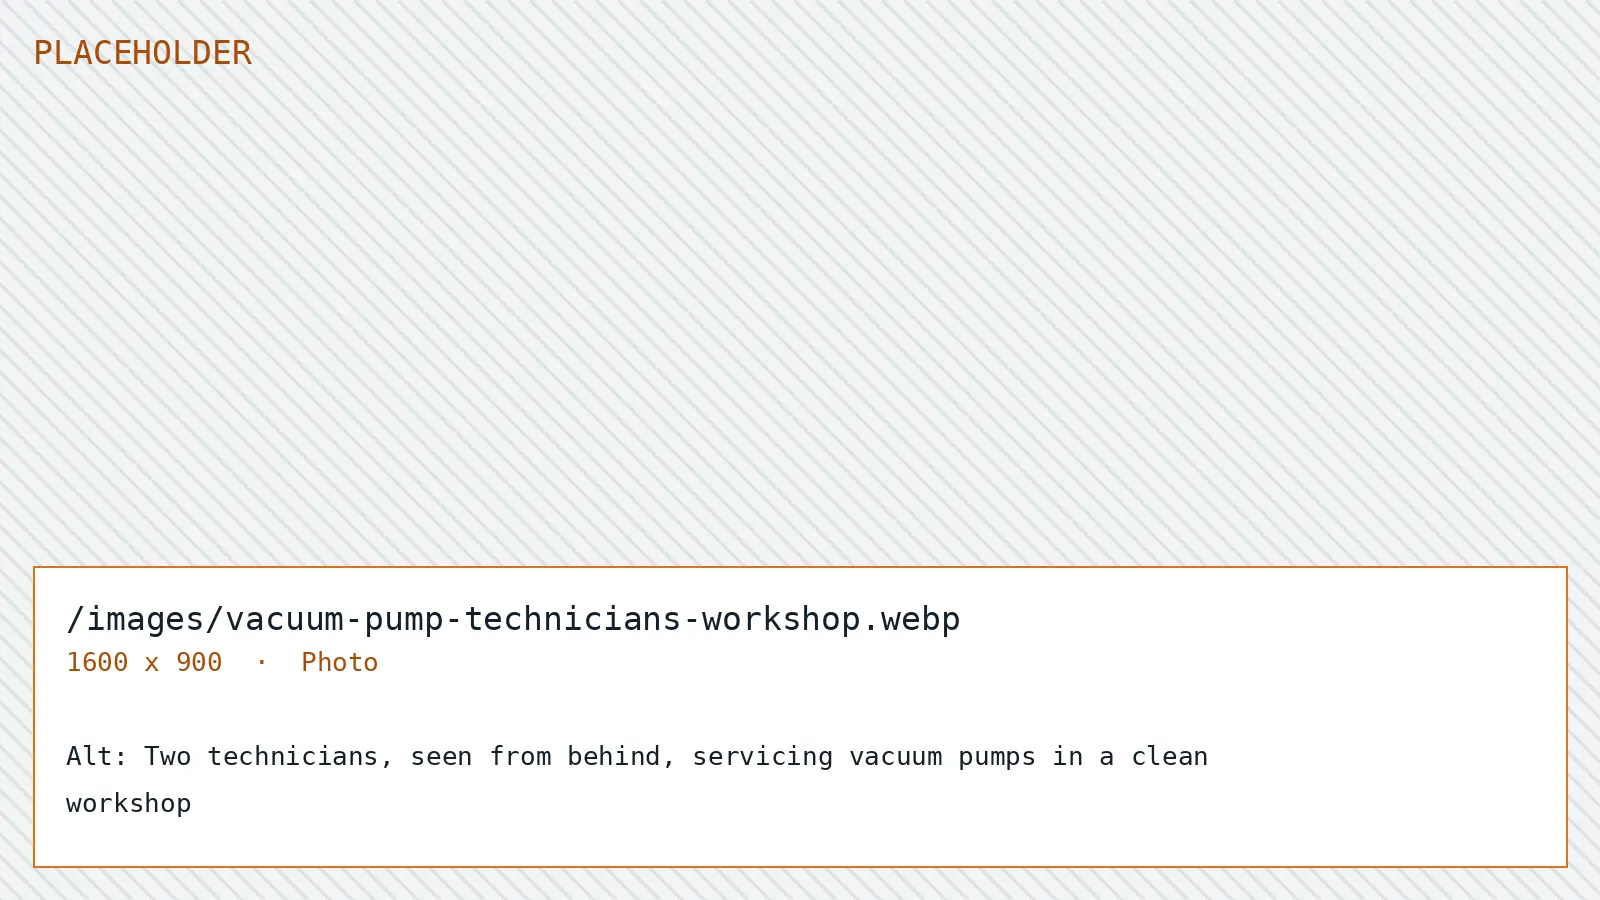 PLACEHOLDER
/images/vacuum-pump-technicians-workshop.webp
1600 x 900 · Photo
Alt: Two technicians, seen from behind, servicing vacuum pumps in a clean
workshop